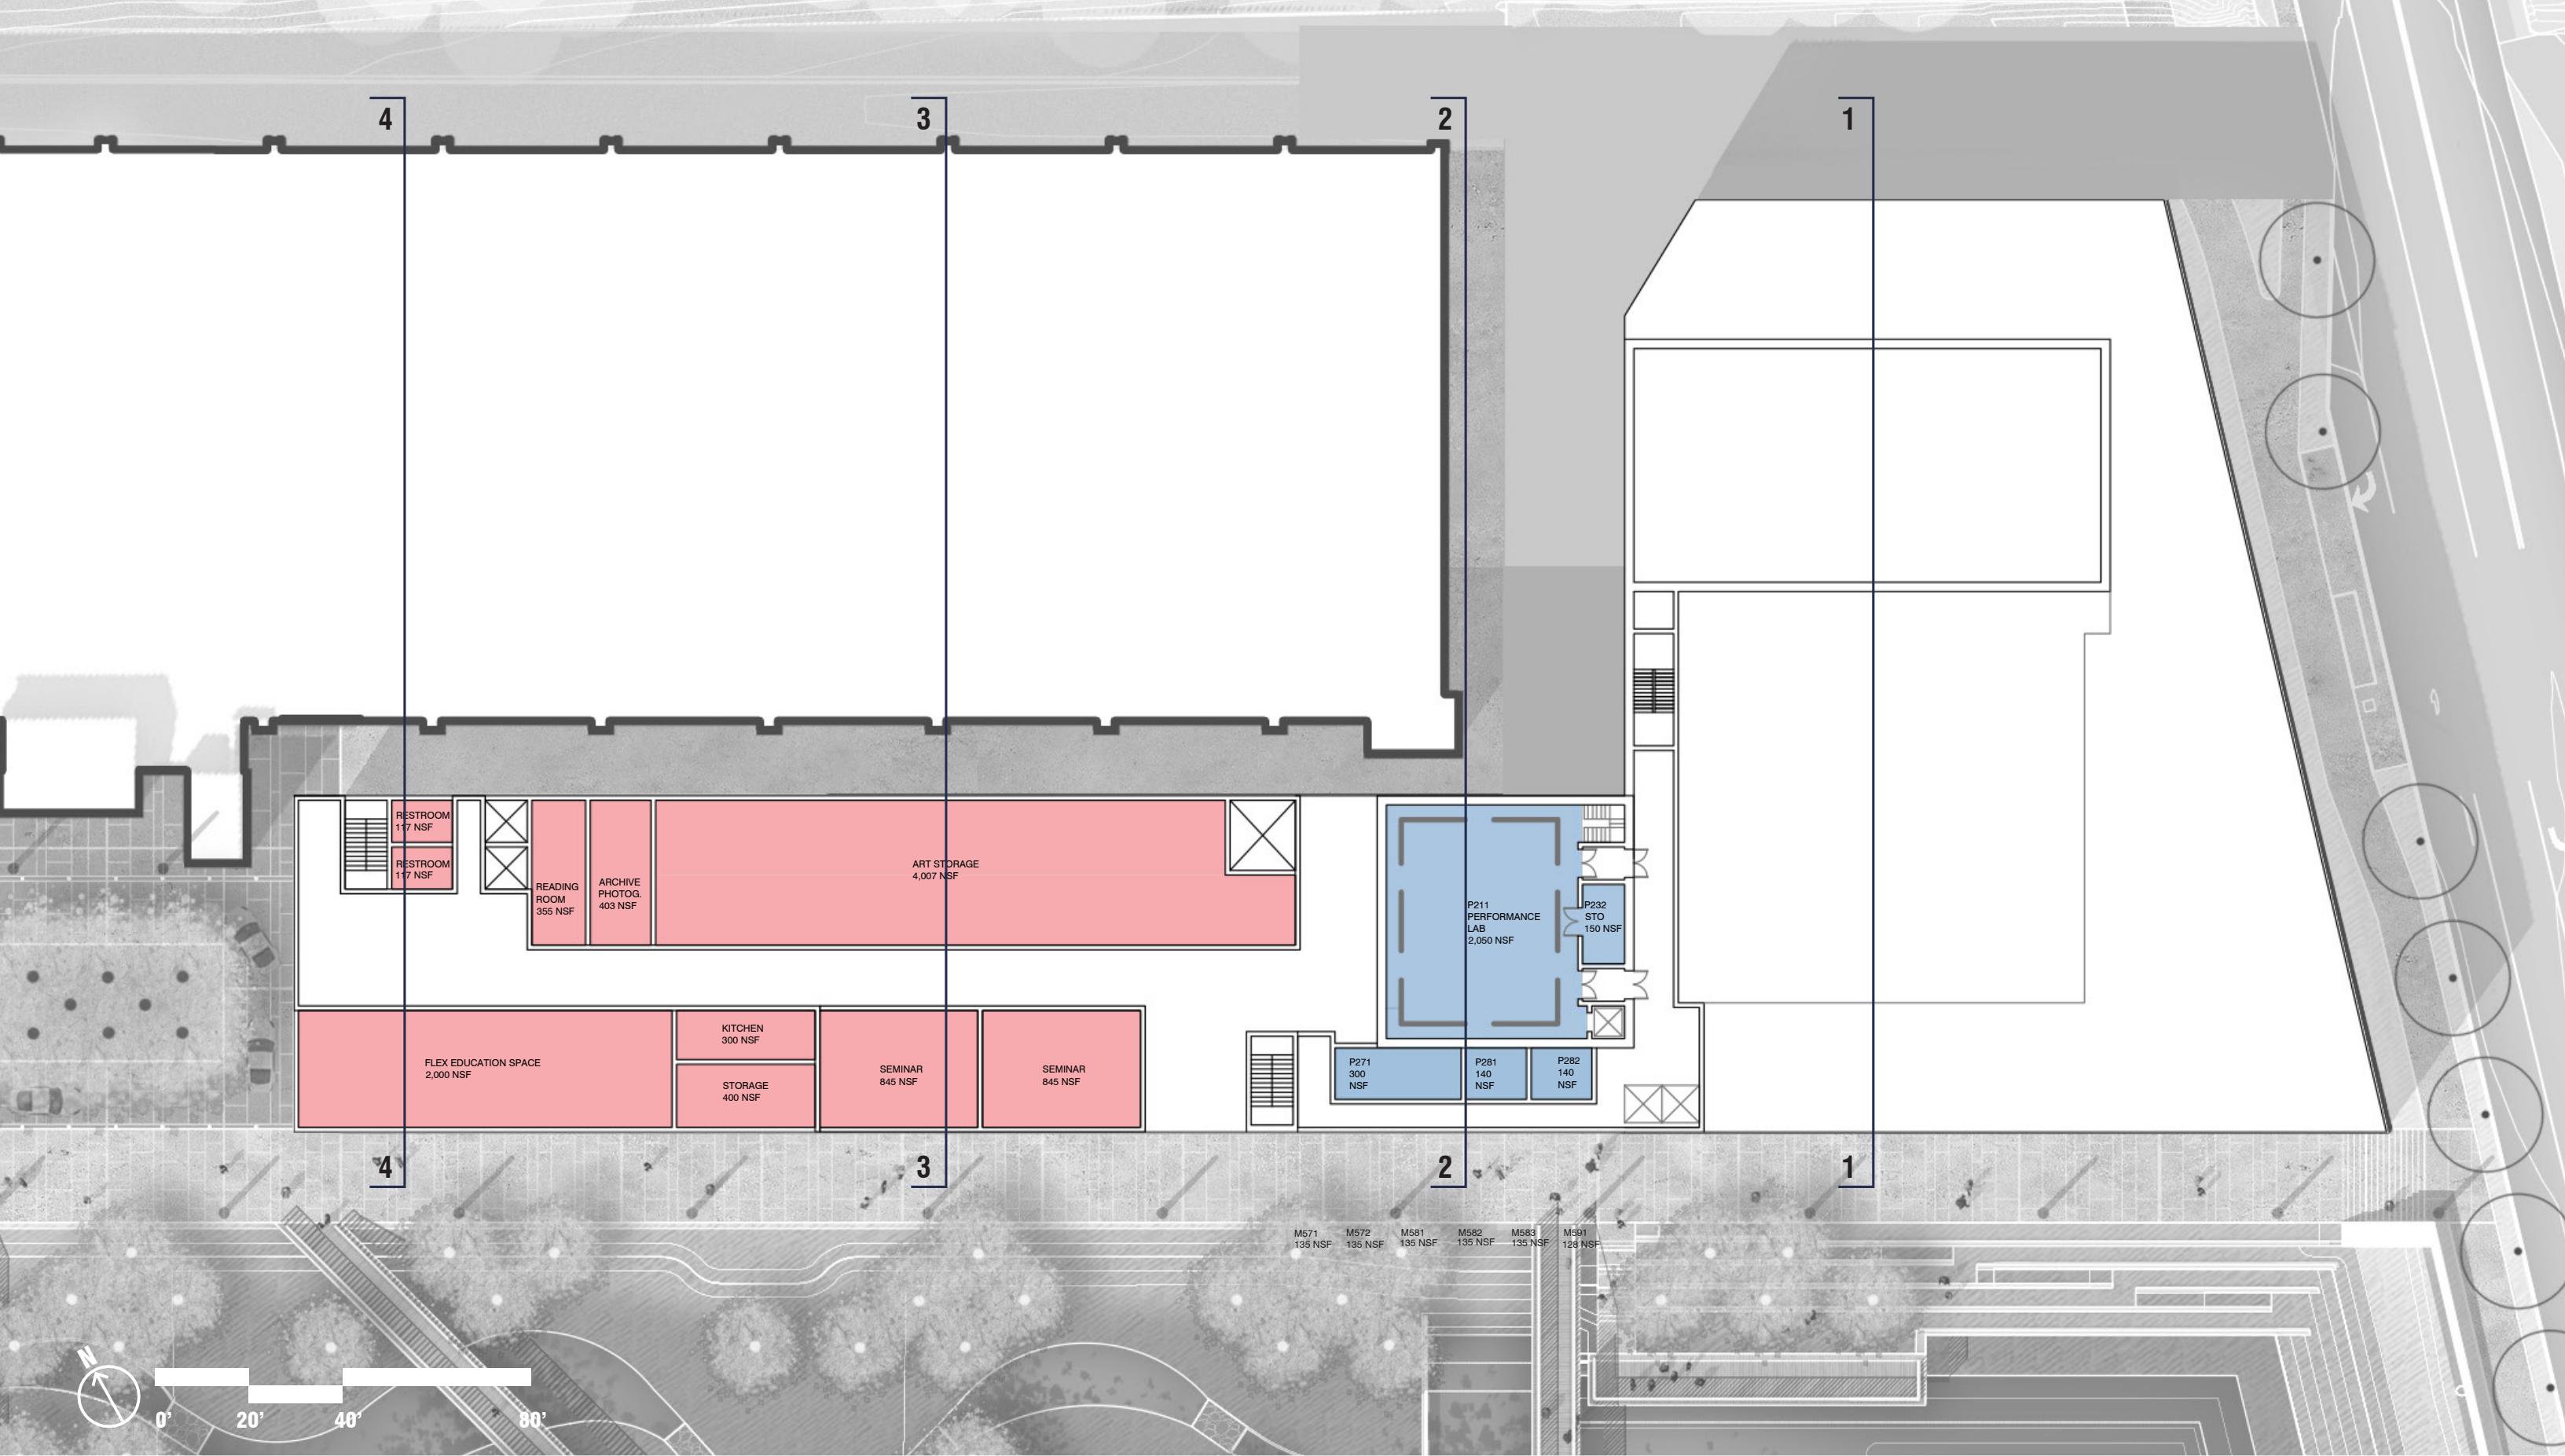 4
3
2
1
RESTROOM
117 NSF
RESTROOM
117 NSF
READING
ROOM
355 NSF
ARCHIVE
PHOTOG.
403 NSF
ART STORAGE
4,007 NSF
P211
PERFORMANCE
LAB
2,050 NSF
P232
STO
150 NSF
FLEX EDUCATION SPACE
2,000 NSF
KITCHEN
300 NSF
STORAGE
400 NSF
SEMINAR
845 NSF
SEMINAR
845 NSF
P271
300
NSF
P281
140
NSF
P282
140
NSF
4
3
2
1
M571
135 NSF
M572
135 NSF
M581
135 NSF
M582
135 NSF
M583
135 NSF
M591
128 NSF
N
0' 20' 40' 80'